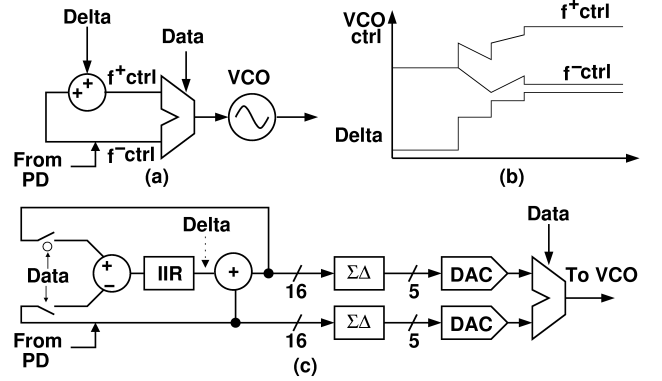 Delta
Data
f⁺ctrl
VCO
+
+
f⁻ctrl
From
PD
(a)
VCO
ctrl
f⁺ctrl
f⁻ctrl
Delta
(b)
Delta
Data
Data
+
−
IIR
+
16
ΣΔ
5
DAC
To VCO
16
ΣΔ
5
DAC
From
PD
(c)